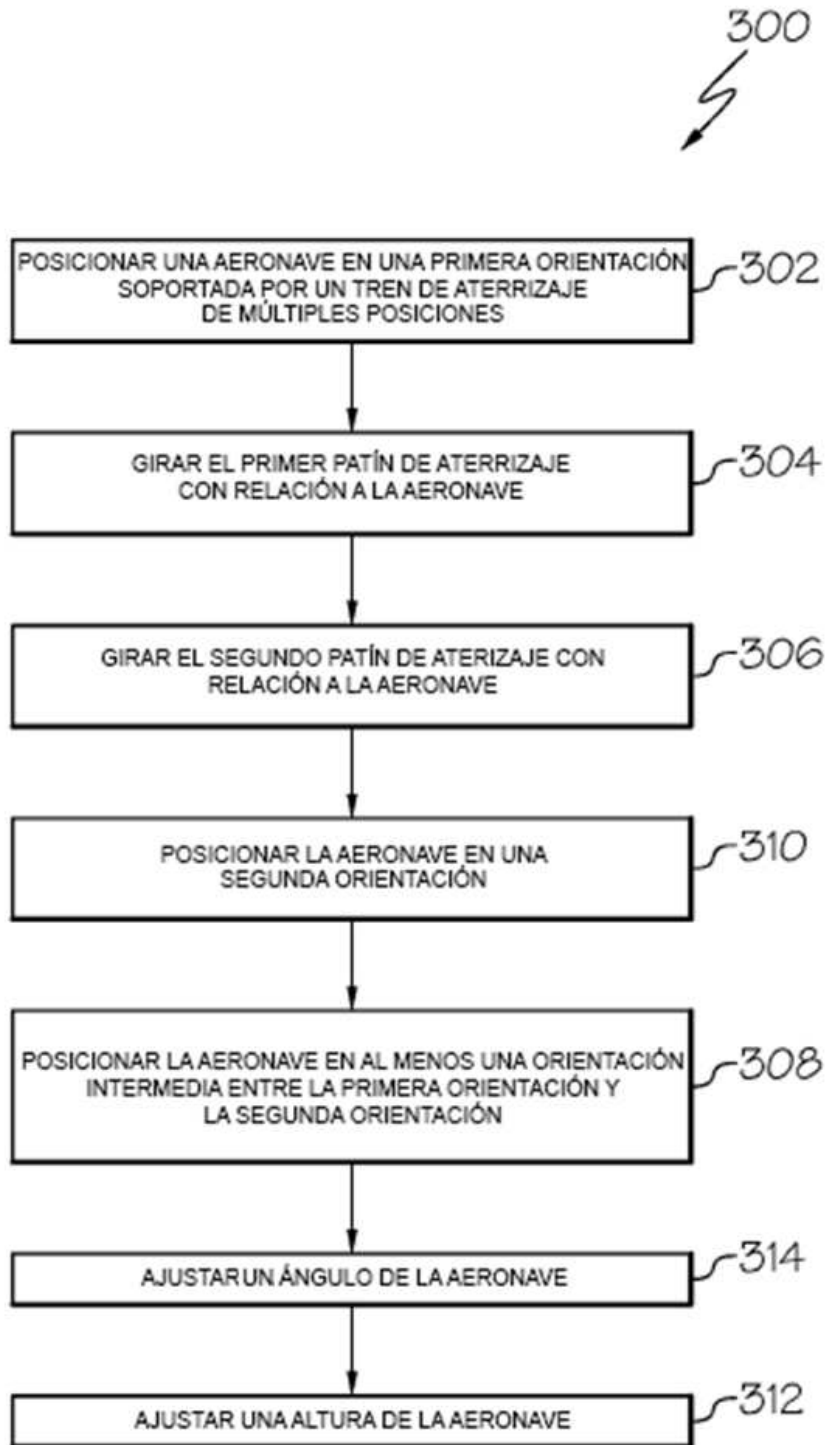 300
POSICIONAR UNA AERONAVE EN UNA PRIMERA ORIENTACIÓN
SOPORTADA POR UN TREN DE ATERRIZAJE
DE MÚLTIPLES POSICIONES
302
GIRAR EL PRIMER PATÍN DE ATERRIZAJE
CON RELACIÓN A LA AERONAVE
304
GIRAR EL SEGUNDO PATÍN DE ATERIZAJE CON
RELACIÓN A LA AERONAVE
306
POSICIONAR LA AERONAVE EN UNA
SEGUNDA ORIENTACIÓN
310
POSICIONAR LA AERONAVE EN AL MENOS UNA ORIENTACIÓN
INTERMEDIA ENTRE LA PRIMERA ORIENTACIÓN Y
LA SEGUNDA ORIENTACIÓN
308
AJUSTAR UN ÁNGULO DE LA AERONAVE
314
AJUSTAR UNA ALTURA DE LA AERONAVE
312